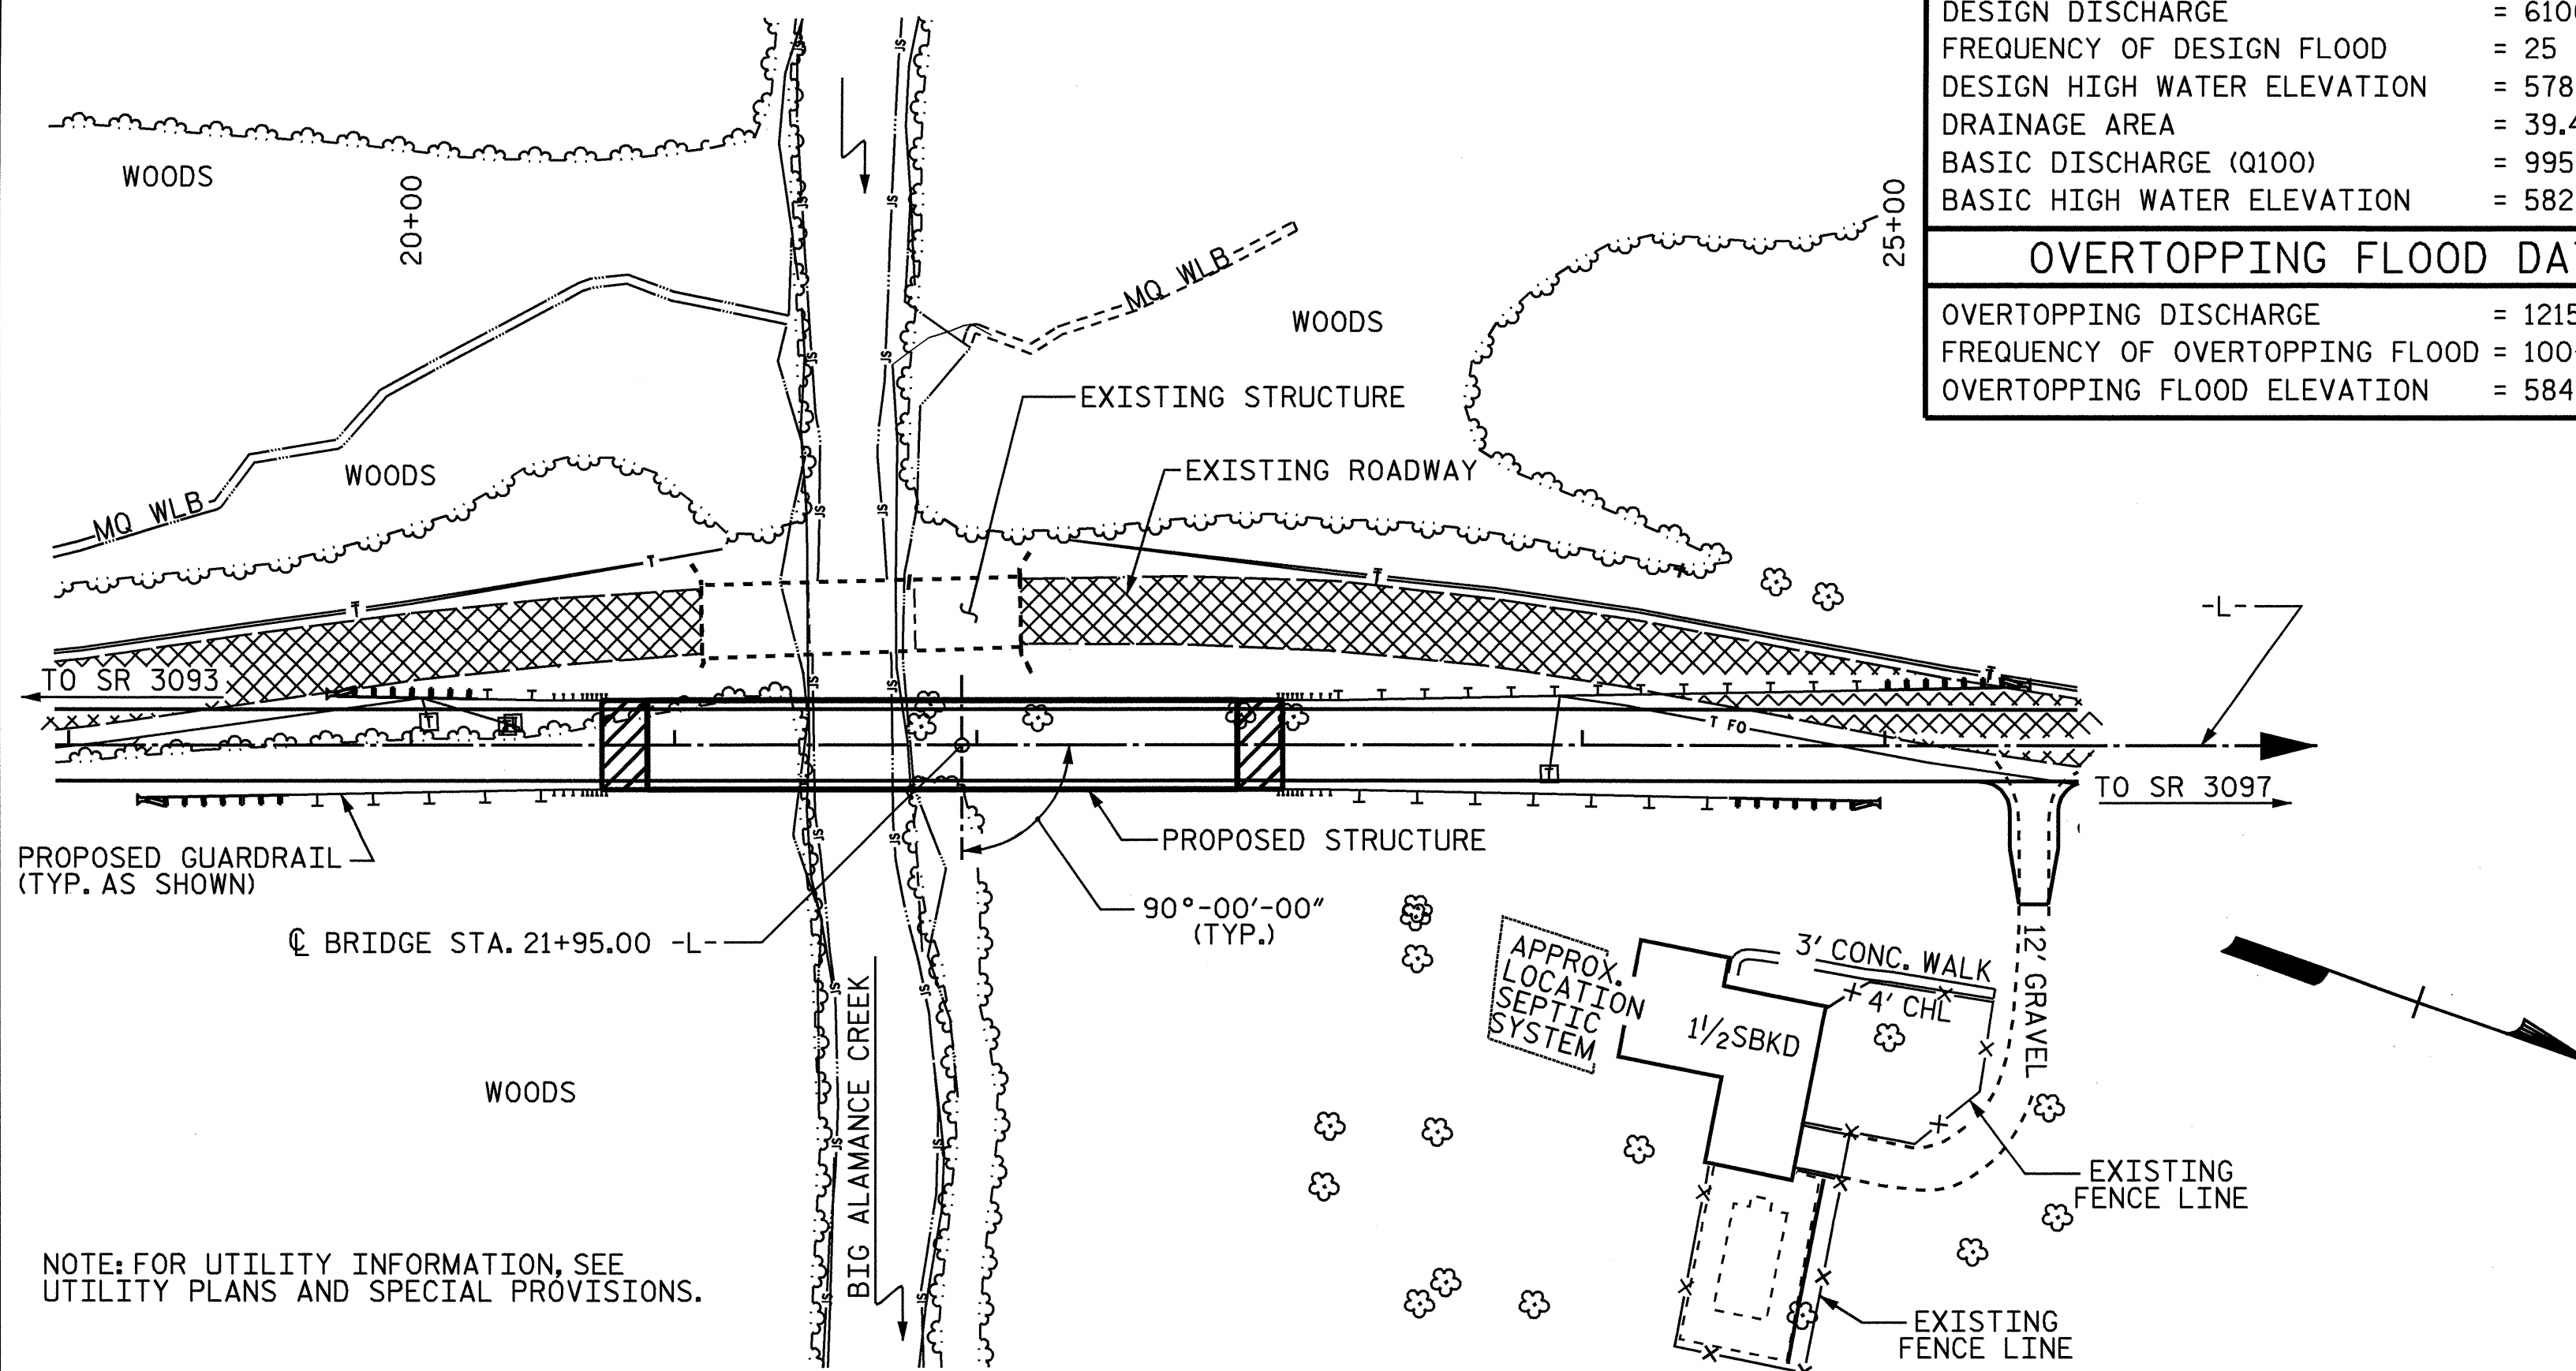 DESIGN DISCHARGE = 610
FREQUENCY OF DESIGN FLOOD = 25
DESIGN HIGH WATER ELEVATION = 578
DRAINAGE AREA = 39.4
BASIC DISCHARGE (Q100) = 995
BASIC HIGH WATER ELEVATION = 582
OVERTOPPING FLOOD DA
OVERTOPPING DISCHARGE = 1215
FREQUENCY OF OVERTOPPING FLOOD = 100
OVERTOPPING FLOOD ELEVATION = 584
WOODS
20+00
25+00
MQ WLB
WOODS
EXISTING STRUCTURE
EXISTING ROADWAY
WOODS
MQ WLB
-L-
TO SR 3093
T FO
TO SR 3097
PROPOSED STRUCTURE
PROPOSED GUARDRAIL
(TYP. AS SHOWN)
90°-00'-00"
(TYP.)
℄ BRIDGE STA. 21+95.00 -L-
BIG ALAMANCE CREEK
APPROX.
LOCATION
SEPTIC
SYSTEM
3' CONC. WALK
4' CHL
1½SBKD
12' GRAVEL
WOODS
EXISTING
FENCE LINE
NOTE: FOR UTILITY INFORMATION, SEE
UTILITY PLANS AND SPECIAL PROVISIONS.
EXISTING
FENCE LINE